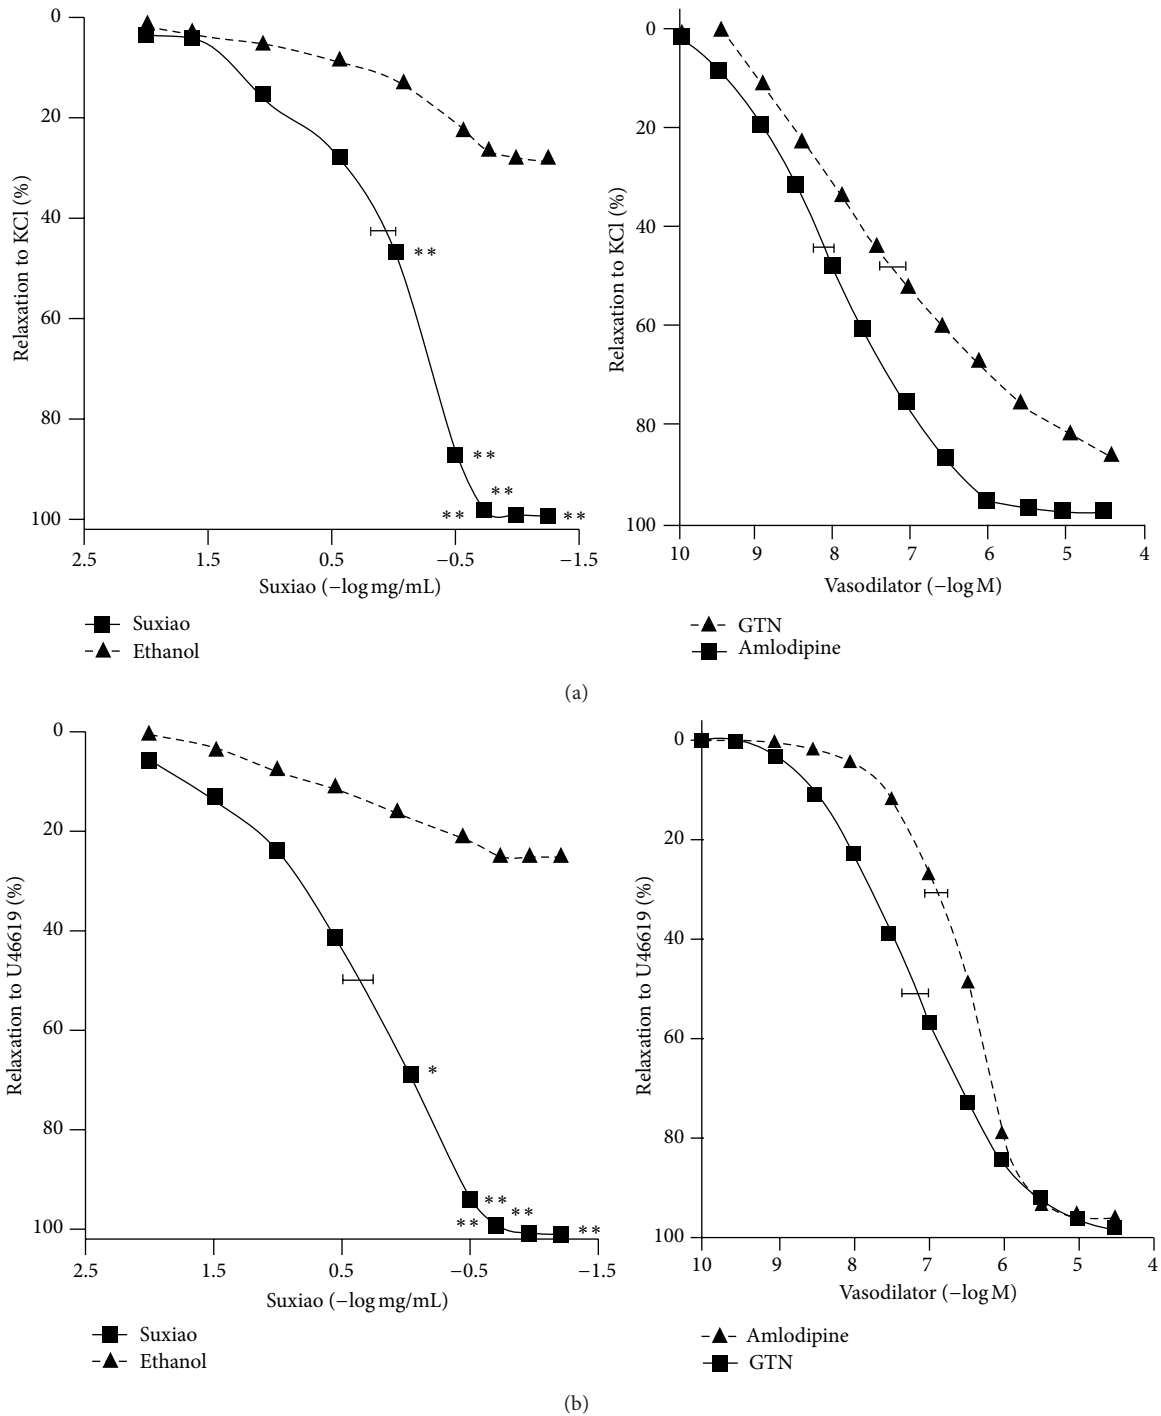 0
20
40
60
80
100
Relaxation to KCl (%)
∗∗
∗∗
∗∗
∗∗
∗∗
2.5 1.5 0.5 −0.5 −1.5
Suxiao (−log mg/mL)
Suxiao
Ethanol
0
20
40
60
80
100
Relaxation to KCl (%)
10 9 8 7 6 5 4
Vasodilator (−log M)
GTN
Amlodipine
(a)
0
20
40
60
80
100
Relaxation to U46619 (%)
∗
∗∗
∗∗
∗∗
∗∗
2.5 1.5 0.5 −0.5 −1.5
Suxiao (−log mg/mL)
Suxiao
Ethanol
0
20
40
60
80
100
Relaxation to U46619 (%)
10 9 8 7 6 5 4
Vasodilator (−log M)
Amlodipine
GTN
(b)